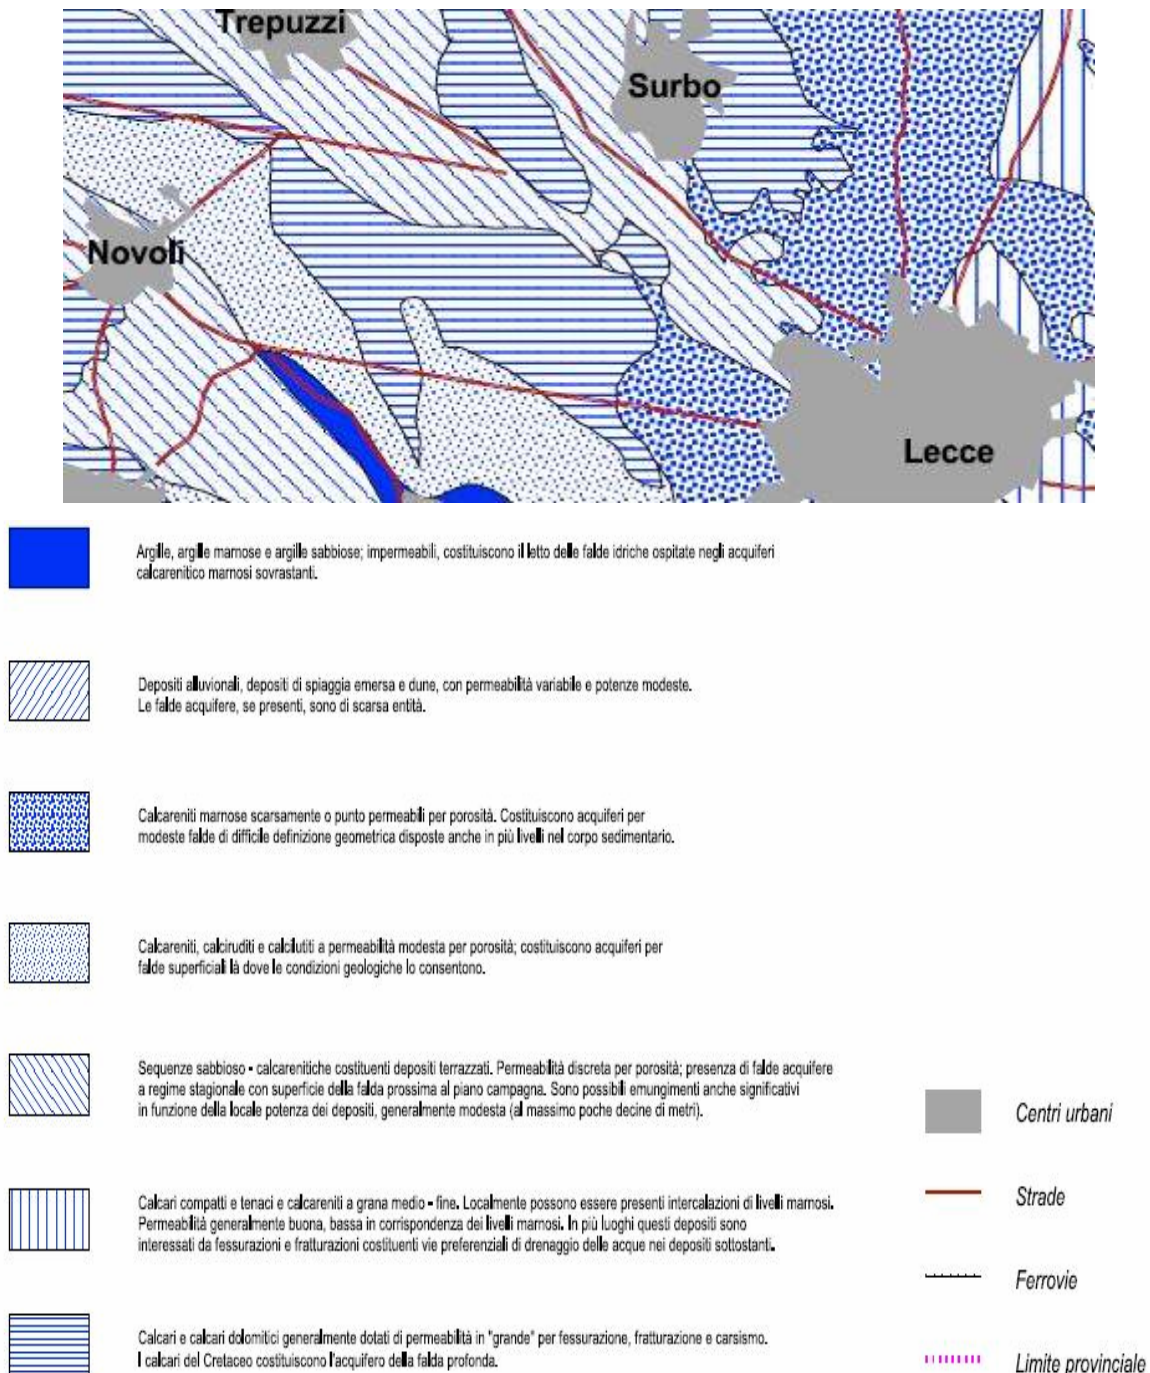 Trepuzzi
Surbo
Novoli
Lecce
Argille, argille marnose e argille sabbiose; impermeabili, costituiscono il letto delle falde idriche ospitate negli acquiferi
calcarenitico marnosi sovrastanti.
Depositi alluvionali, depositi di spiaggia emersa e dune, con permeabilità variabile e potenze modeste.
Le falde acquifere, se presenti, sono di scarsa entità.
Calcareniti marnose scarsamente o punto permeabili per porosità. Costituiscono acquiferi per
modeste falde di difficile definizione geometrica disposte anche in più livelli nel corpo sedimentario.
Calcareniti, calciruditi e calcilutiti a permeabilità modesta per porosità; costituiscono acquiferi per
falde superficiali là dove le condizioni geologiche lo consentono.
Sequenze sabbioso - calcarenitiche costituenti depositi terrazzati. Permeabilità discreta per porosità; presenza di falde acquifere
a regime stagionale con superficie della falda prossima al piano campagna. Sono possibili emungimenti anche significativi
in funzione della locale potenza dei depositi, generalmente modesta (al massimo poche decine di metri).
Calcari compatti e tenaci e calcareniti a grana medio - fine. Localmente possono essere presenti intercalazioni di livelli marnosi.
Permeabilità generalmente buona, bassa in corrispondenza dei livelli marnosi. In più luoghi questi depositi sono
interessati da fessurazioni e fratturazioni costituenti vie preferenziali di drenaggio delle acque nei depositi sottostanti.
Calcari e calcari dolomitici generalmente dotati di permeabilità in "grande" per fessurazione, fratturazione e carsismo.
I calcari del Cretaceo costituiscono l'acquifero della falda profonda.
Centri urbani
Strade
Ferrovie
Limite provinciale